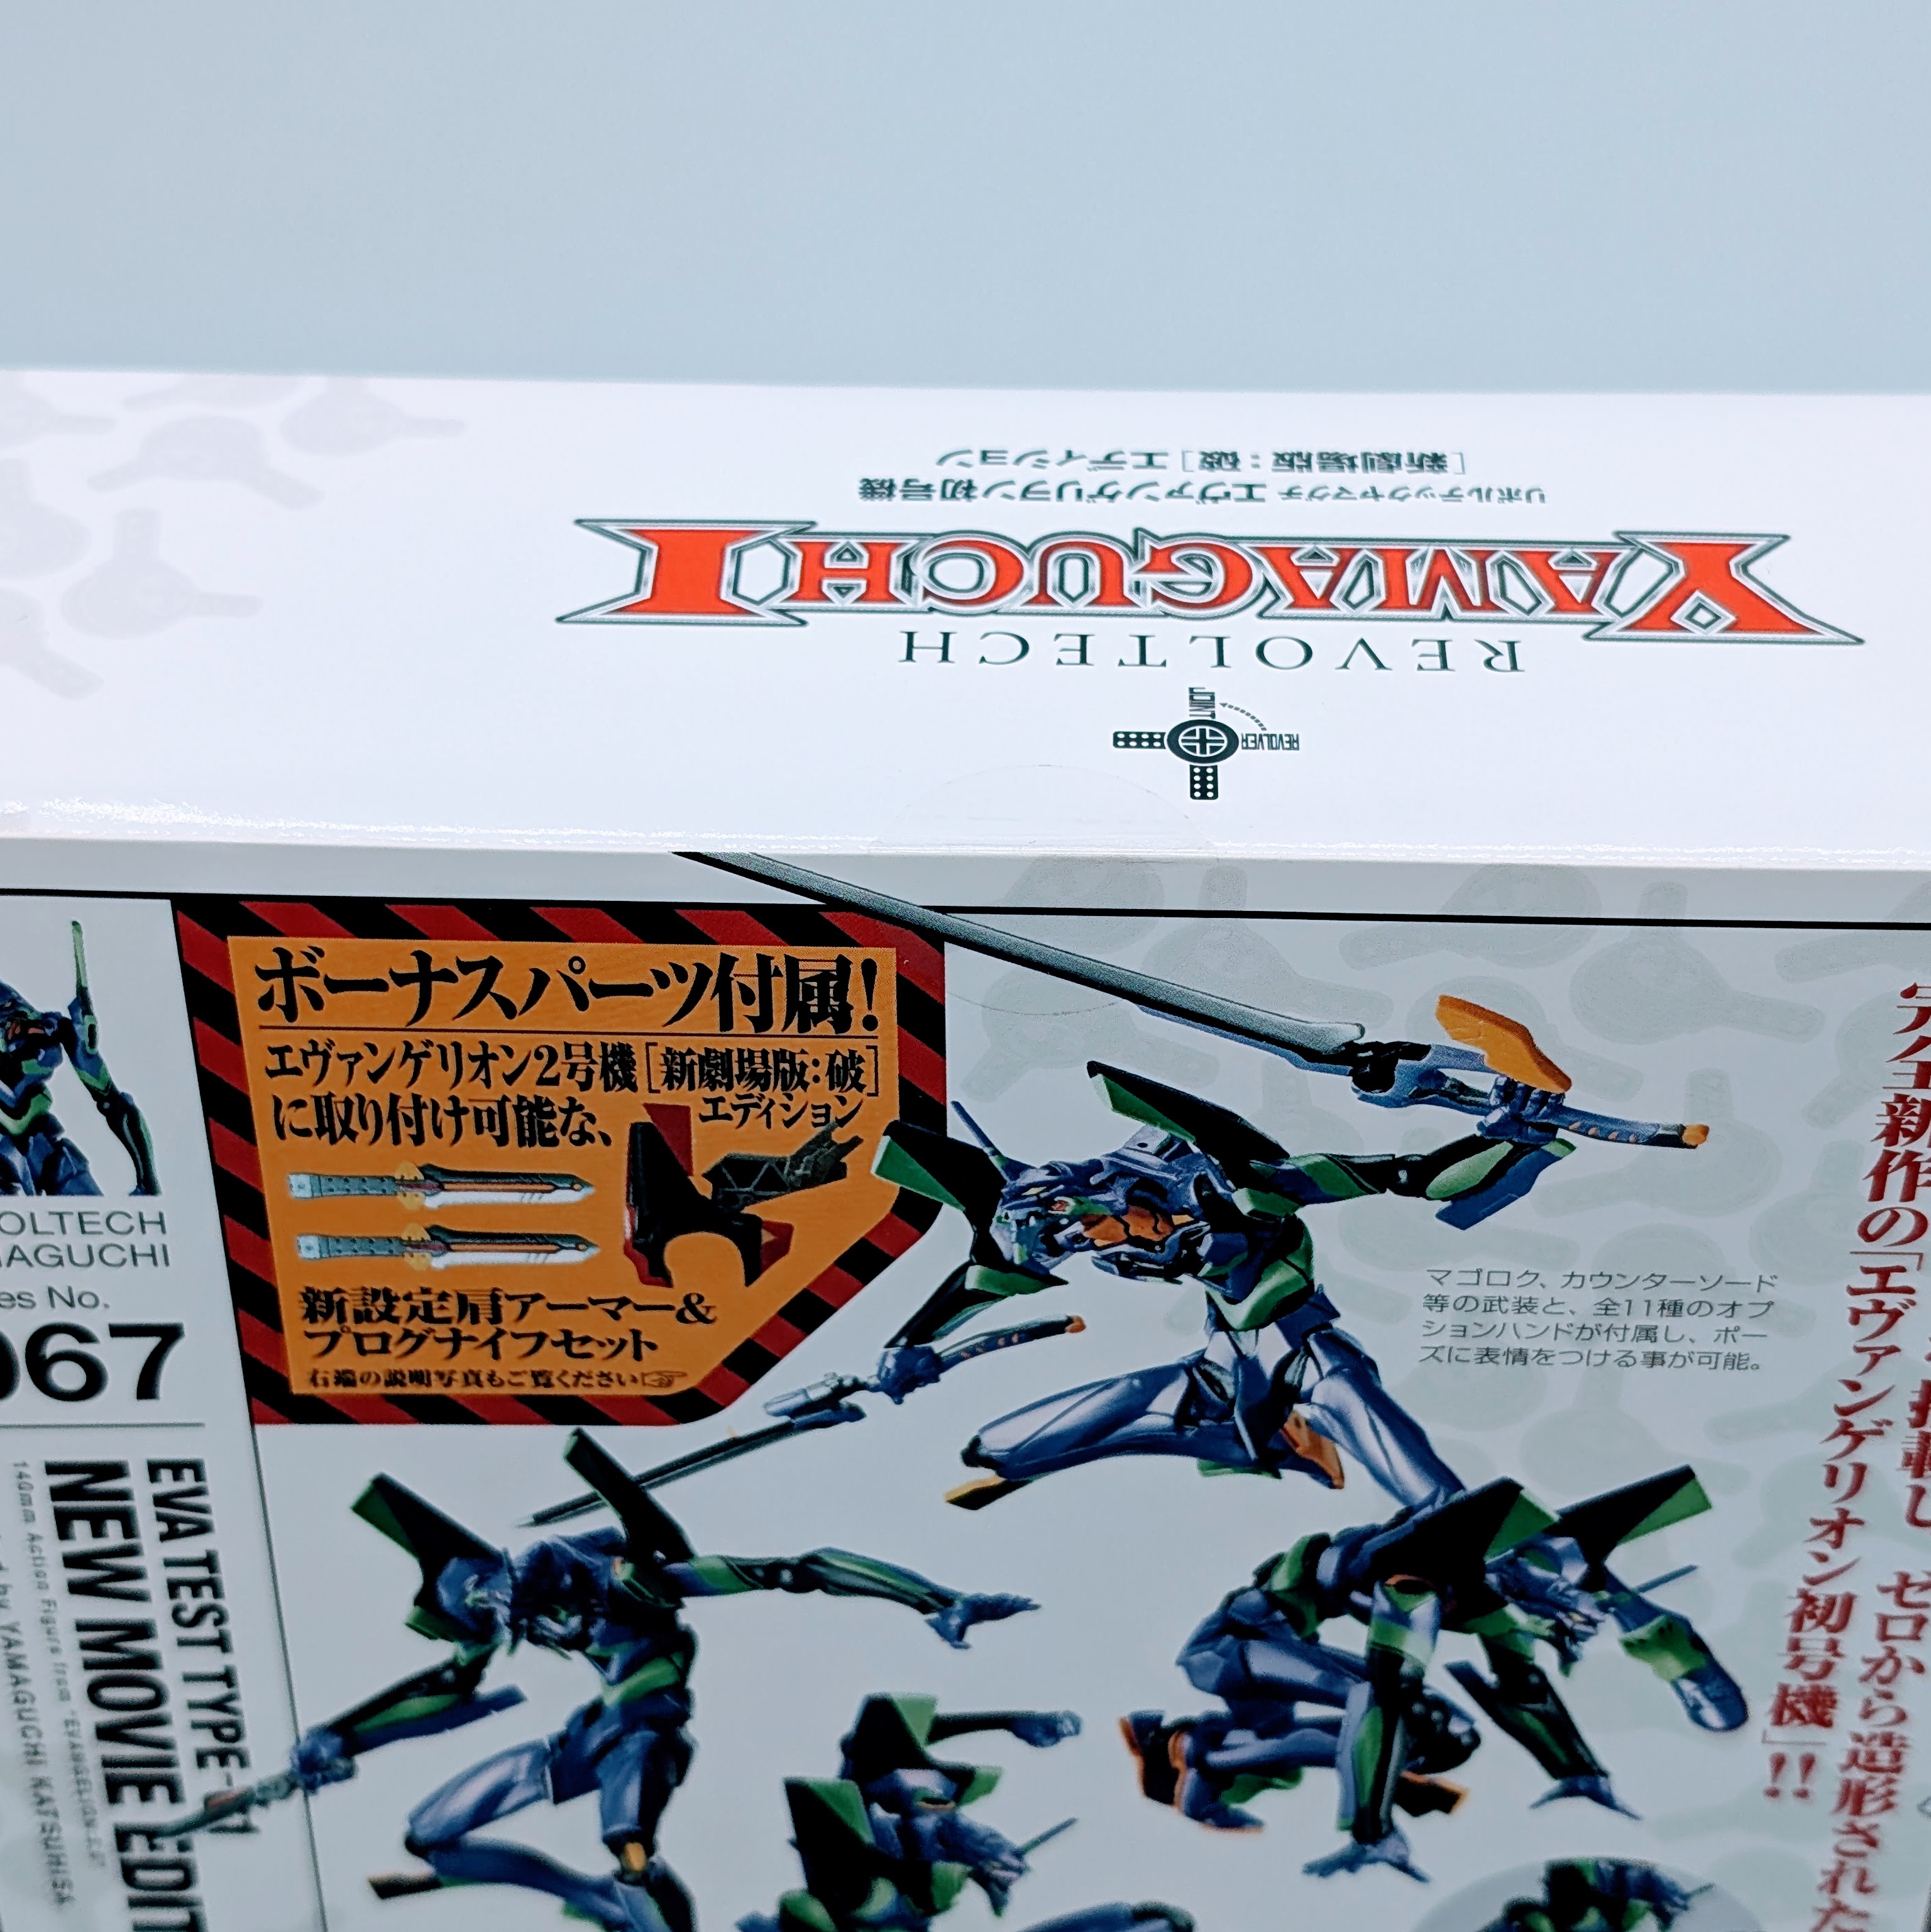 REVOLVER
JOINT
REVOLTECH
YAMAGUCHI
リボルテックヤマグチ エヴァンゲリヲン初号機
[新劇場版:破] エディション
ボーナスパーツ付属!
エヴァンゲリオン2号機[新劇場版:破]
エディション
に取り付け可能な、
新設定肩アーマー&
プログナイフセット
右端の説明写真もご覧ください☞
マゴロク、カウンターソード
等の武装と、全11種のオプ
ションハンドが付属し、ポー
ズに表情をつける事が可能。
完全新作の「エヴァンゲリオン初号機」!!
ゼロから造形された
OLTECH
MAGUCHI
es No.
067
EVA TEST TYPE-01
NEW MOVIE EDIT
140mm Action Figure from "EVANGELION:2.0"
by YAMAGUCHI KATSUHISA